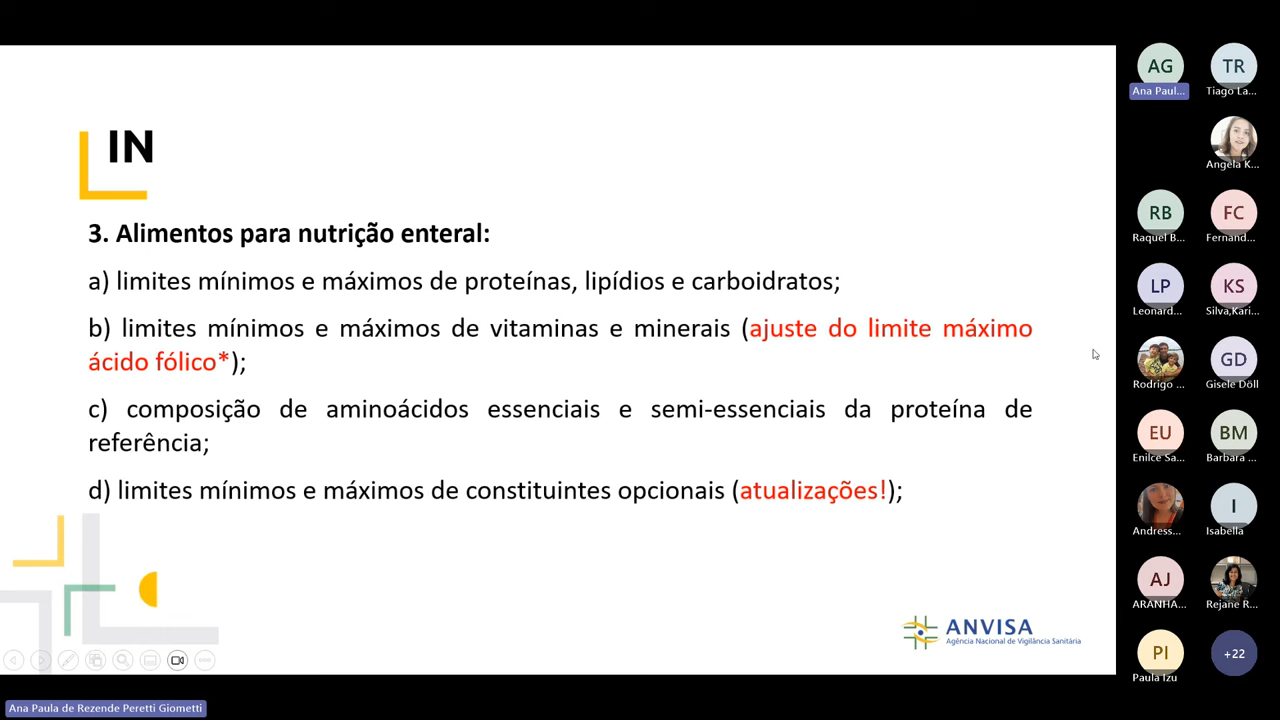 IN
3. Alimentos para nutrição enteral:
a) limites mínimos e máximos de proteínas, lipídios e carboidratos;
b) limites mínimos e máximos de vitaminas e minerais (ajuste do limite máximo
ácido fólico*);
c) composição de aminoácidos essenciais e semi-essenciais da proteína de
referência;
d) limites mínimos e máximos de constituintes opcionais (atualizações!);
ANVISA
Agência Nacional de Vigilância Sanitária
Ana Paula de Rezende Peretti Giometti
AG TR
Ana Paul... Tiago La...
Angela K...
RB FC
Raquel B... Fernand...
LP KS
Leonard... Silva,Kari...
Rodrigo ... GD
Gisele Döll
EU BM
Enilce Sa... Barbara ...
I
Andress... Isabella
AJ
ARANHA... Rejane R...
PI +22
Paula Izu